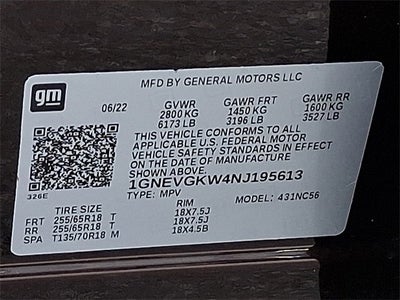 gm
MFD BY GENERAL MOTORS LLC
06/22 GVWR GAWR FRT GAWR RR
2800 KG 1450 KG 1600 KG
6173 LB 3196 LB 3527 LB
THIS VEHICLE CONFORMS TO ALL
APPLICABLE U.S. FEDERAL MOTOR
VEHICLE SAFETY STANDARDS IN EFFECT
ON THE DATE OF MANUFACTURE
SHOWN ABOVE.
1GNEVGKW4NJ195613
326E
TYPE: MPV MODEL: 431NC56
TIRE SIZE RIM
FRT 255/65R18 T 18X7.5J
RR 255/65R18 T 18X7.5J
SPA T135/70R18 M 18X4.5B